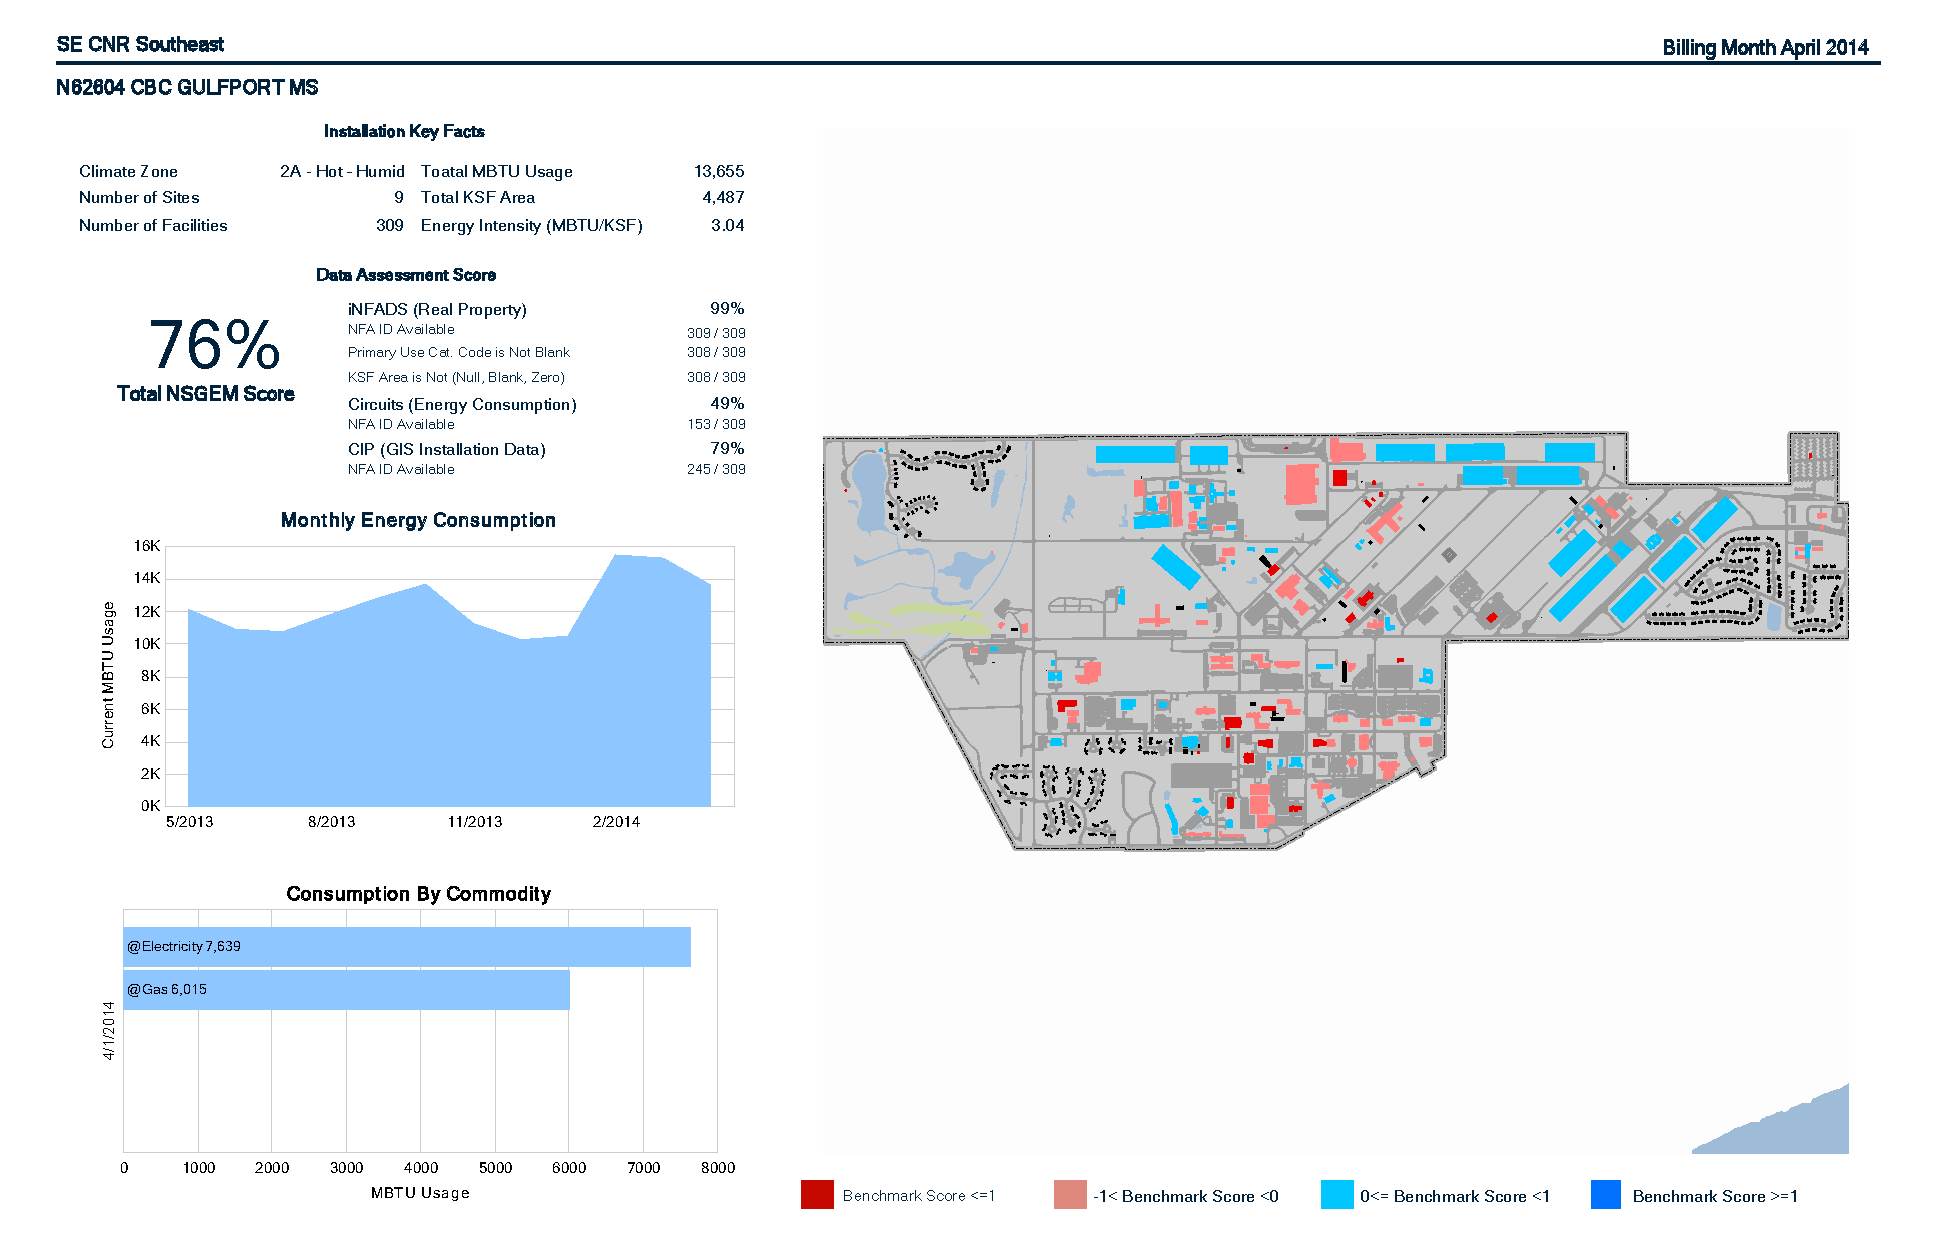 SE CNR Southeast
Billing Month April 2014
N62604 CBC GULFPORT MS
Installation Key Facts
Climate Zone 2A - Hot - Humid Toatal MBTU Usage 13,655
Number of Sites 9 Total KSF Area 4,487
Number of Facilities 309 Energy Intensity (MBTU/KSF) 3.04
Data Assessment Score
76%
Total NSGEM Score
iNFADS (Real Property) 99%
NFA ID Available 309 / 309
Primary Use Cat. Code is Not Blank 308 / 309
KSF Area is Not (Null, Blank, Zero) 308 / 309
Circuits (Energy Consumption) 49%
NFA ID Available 153 / 309
CIP (GIS Installation Data) 79%
NFA ID Available 245 / 309
Monthly Energy Consumption
Current MBTU Usage
16K
14K
12K
10K
8K
6K
4K
2K
0K
5/2013 8/2013 11/2013 2/2014
Consumption By Commodity
4/1/2014
@Electricity 7,639
@Gas 6,015
0 1000 2000 3000 4000 5000 6000 7000 8000
MBTU Usage
Benchmark Score <=1
-1< Benchmark Score <0
0<= Benchmark Score <1
Benchmark Score >=1